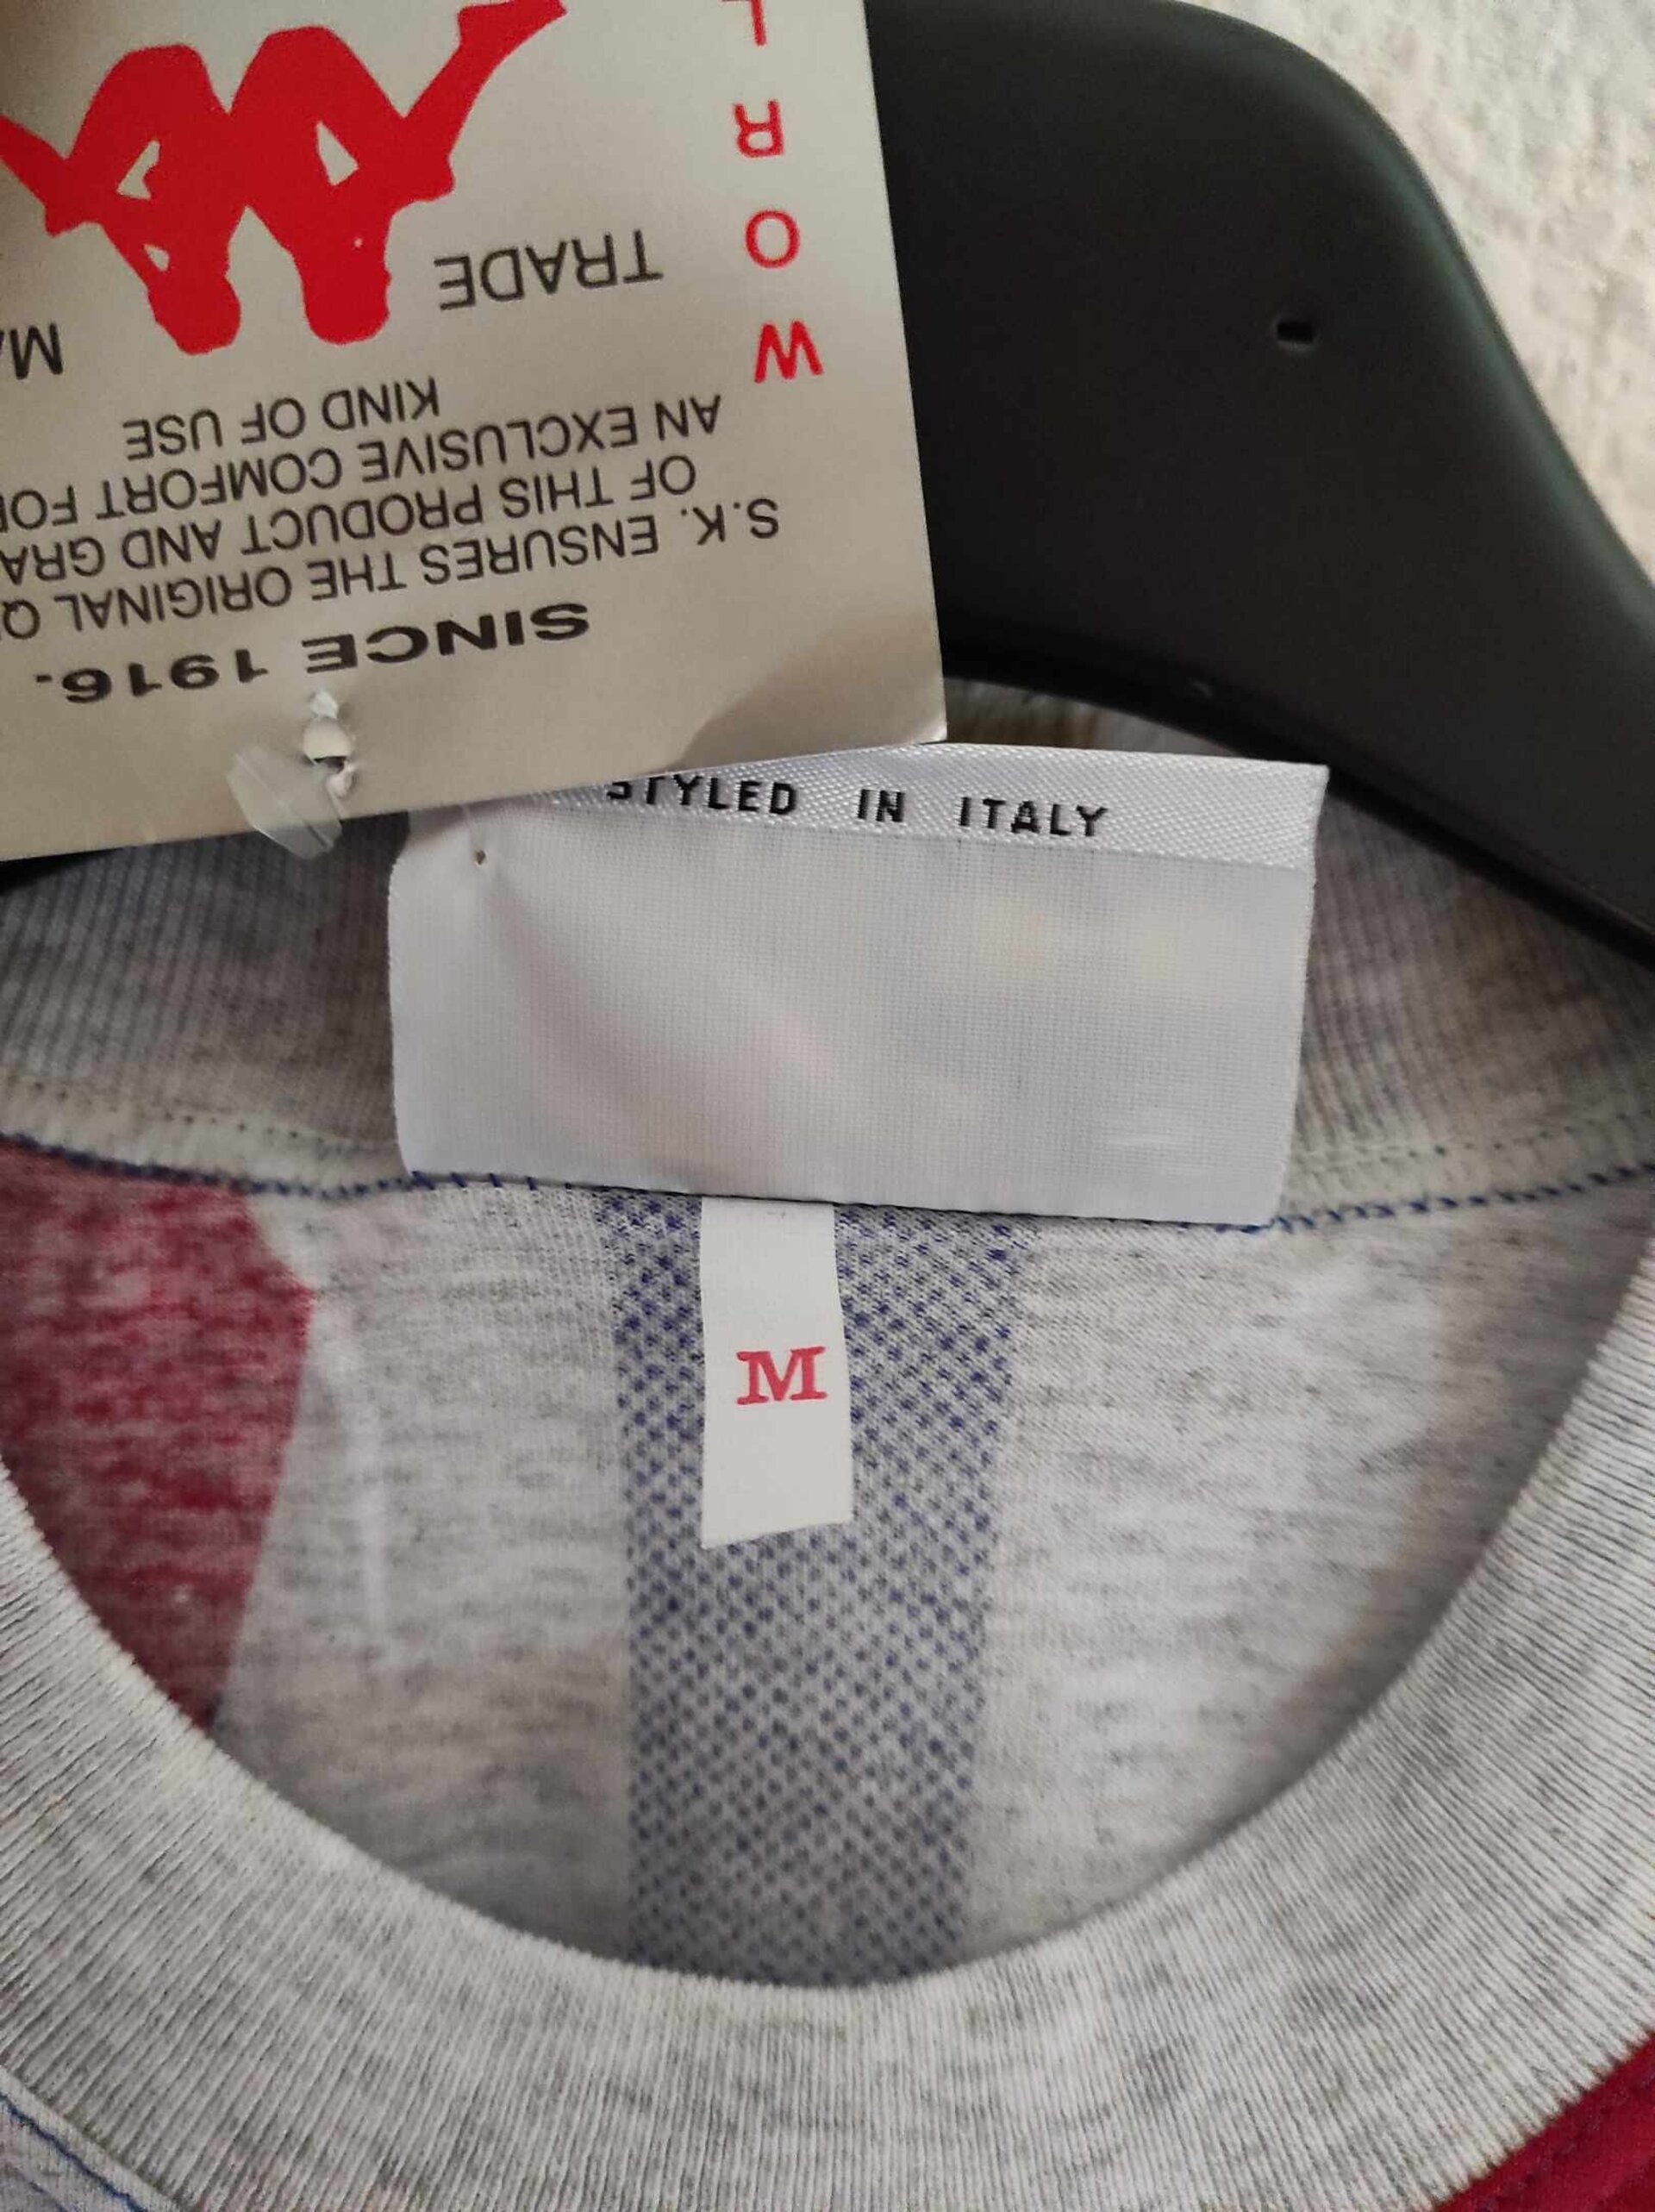 SINCE 1916.
S.K. ENSURES THE ORIGINAL
OF THIS PRODUCT AND
AN EXCLUSIVE COMFORT
KIND OF USE
TRADE
W
O
R
L
STYLED IN ITALY
M